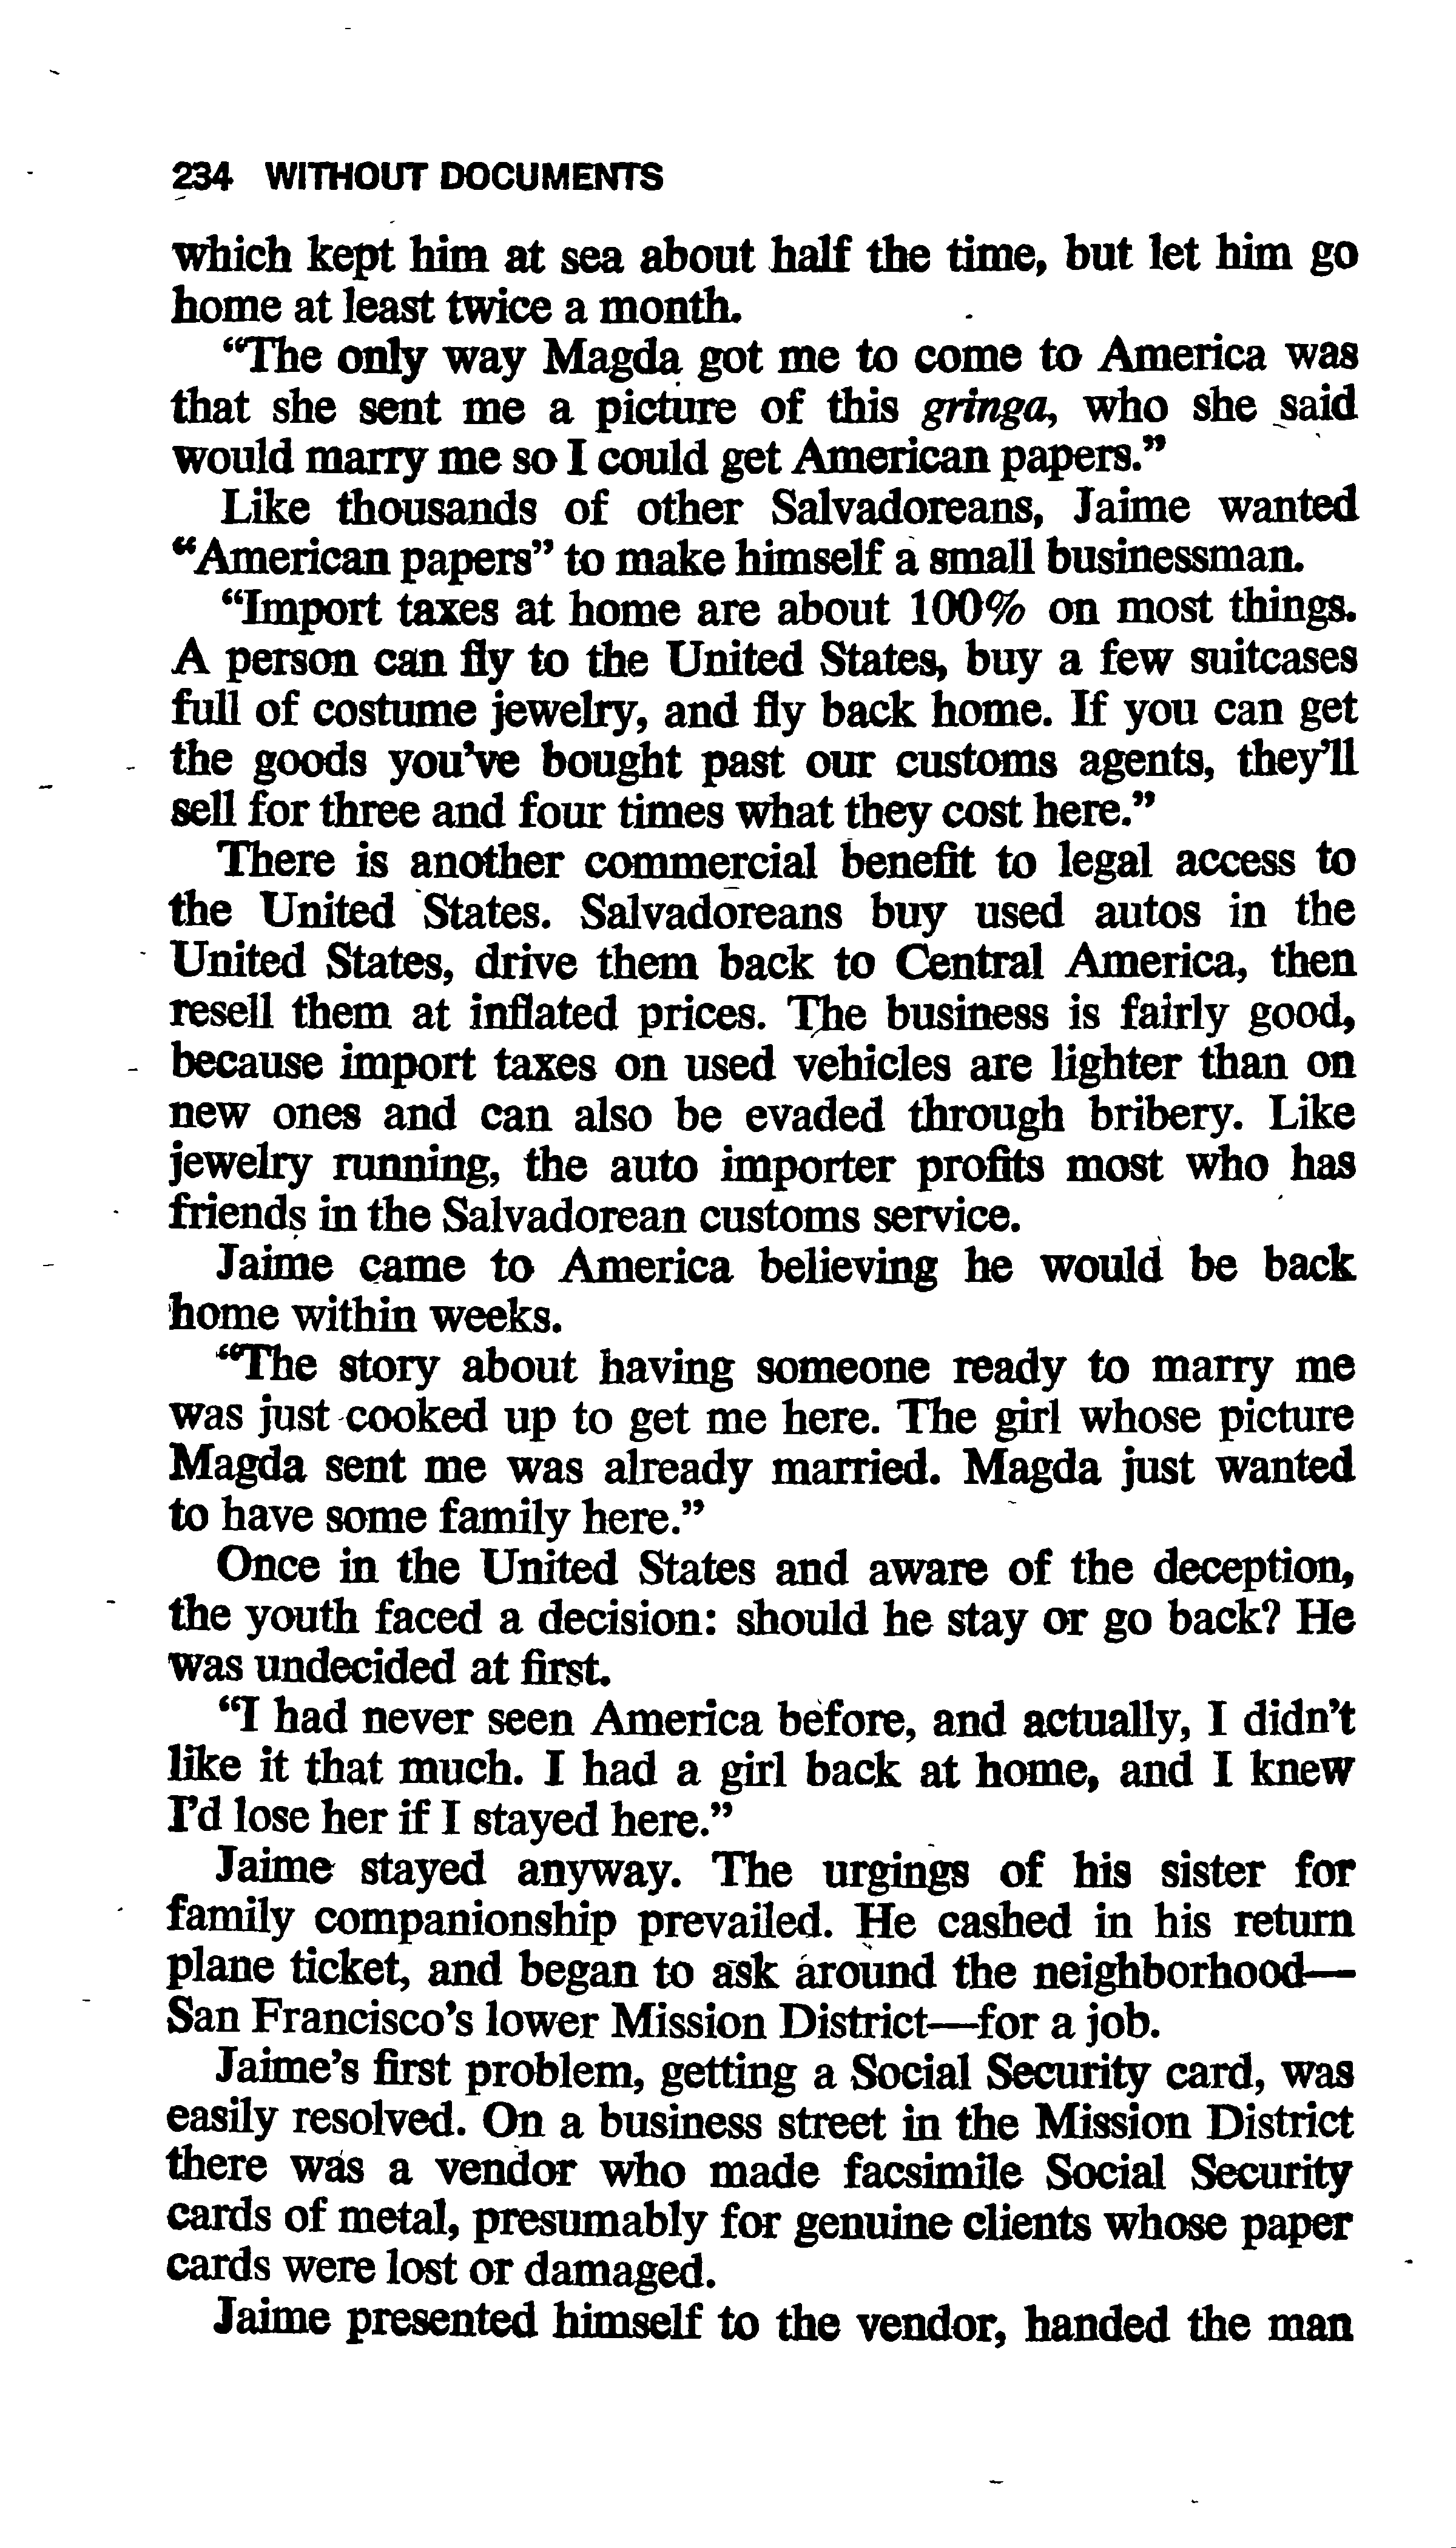 234 WITHOUT DOCUMENTS
which kept him at sea about half the time, but let him go
home at least twice a month.
“The only way Magda got me to come to America was
that she sent me a picture of this gringa, who she said
would marry me so I could get American papers.”
Like thousands of other Salvadoreans, Jaime wanted
“American papers” to make himself a small businessman.
“Import taxes at home are about 100% on most things.
A person can fly to the United States, buy a few suitcases
full of costume jewelry, and fly back home. If you can get
the goods you’ve bought past our customs agents, they’ll
sell for three and four times what they cost here.”
There is another commercial benefit to legal access to
the United States. Salvadoreans buy used autos in the
United States, drive them back to Central America, then
resell them at inflated prices. The business is fairly good,
because import taxes on used vehicles are lighter than on
new ones and can also be evaded through bribery. Like
jewelry running, the auto importer profits most who has
friends in the Salvadorean customs service.
Jaime came to America believing he would be back
home within weeks.
“The story about having someone ready to marry me
was just cooked up to get me here. The girl whose picture
Magda sent me was already married. Magda just wanted
to have some family here.”
Once in the United States and aware of the deception,
the youth faced a decision: should he stay or go back? He
was undecided at first.
“I had never seen America before, and actually, I didn’t
like it that much. I had a girl back at home, and I knew
I’d lose her if I stayed here.”
Jaime stayed anyway. The urgings of his sister for
family companionship prevailed. He cashed in his return
plane ticket, and began to ask around the neighborhood—
San Francisco’s lower Mission District—for a job.
Jaime’s first problem, getting a Social Security card, was
easily resolved. On a business street in the Mission District
there was a vendor who made facsimile Social Security
cards of metal, presumably for genuine clients whose paper
cards were lost or damaged.
Jaime presented himself to the vendor, handed the man